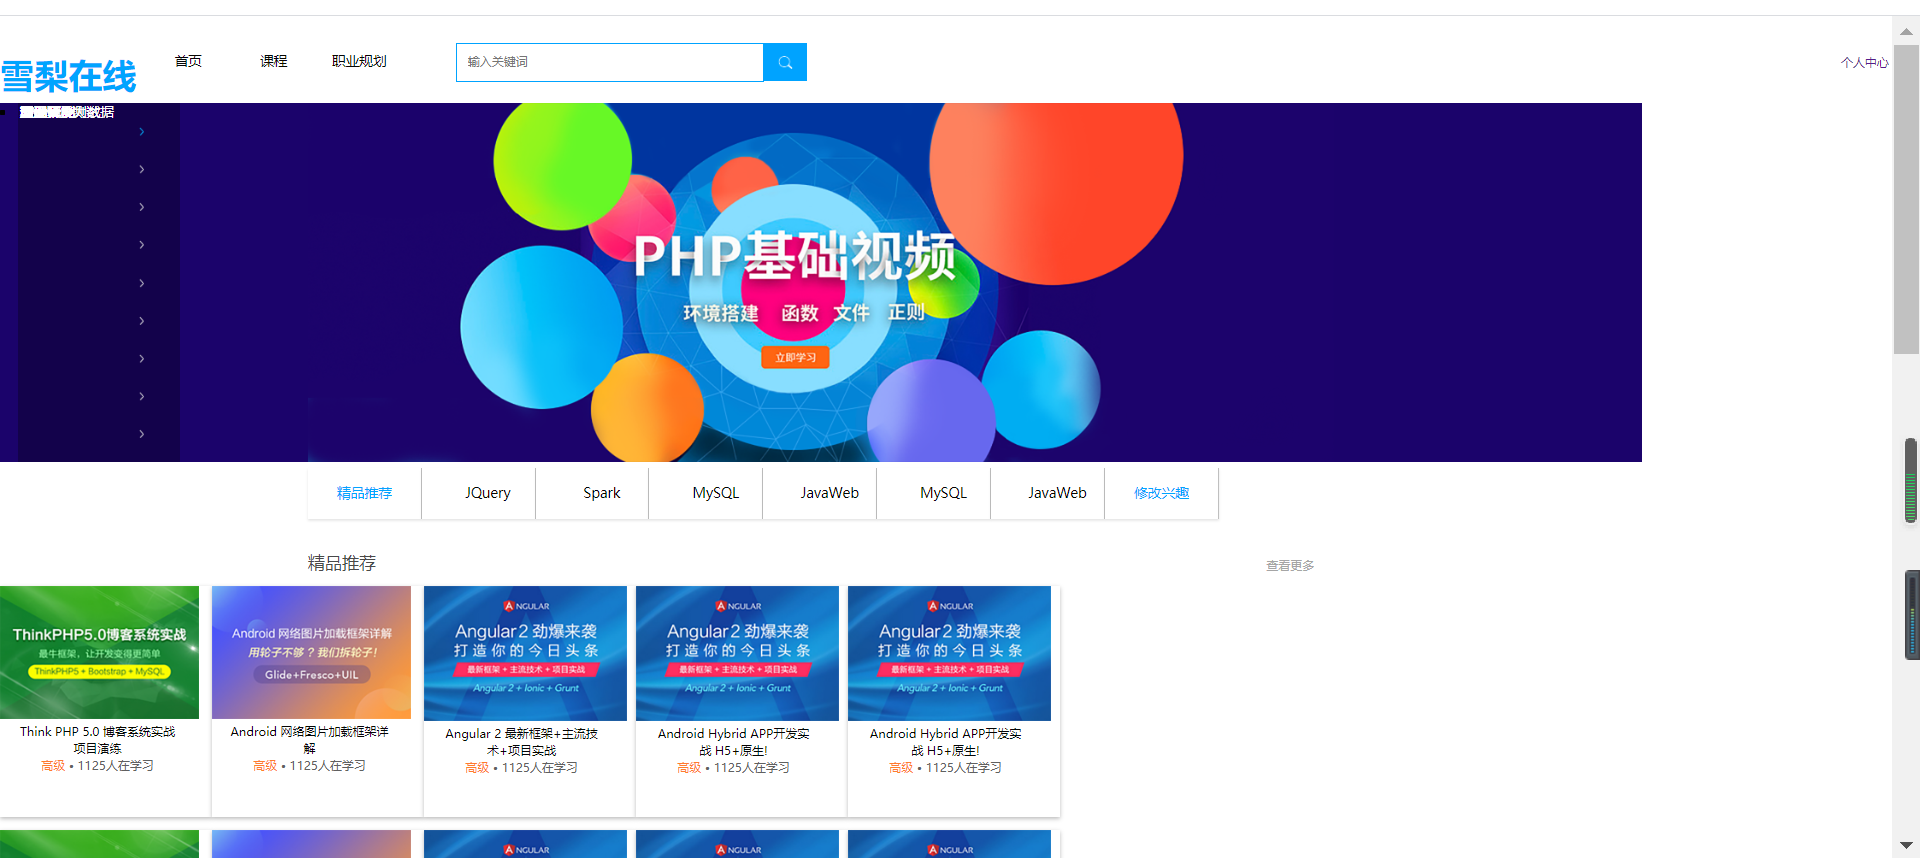 雪梨在线
首页
课程
职业规划
输入关键词
个人中心
数据
PHP基础视频
环境搭建 函数 文件 正则
立即学习
精品推荐
JQuery
Spark
MySQL
JavaWeb
MySQL
JavaWeb
修改兴趣
精品推荐
查看更多
ThinkPHP5.0博客系统实战
最牛框架，让开发变得更简单
ThinkPHP5 + Bootstrap + MySQL
Think PHP 5.0 博客系统实战
项目演练
高级 • 1125人在学习
Android 网络图片加载框架详解
用轮子不够？我们拆轮子！
Glide+Fresco+UIL
Android 网络图片加载框架详
解
高级 • 1125人在学习
ANGULAR
Angular 2 劲爆来袭
打造你的今日头条
最新框架 + 主流技术 + 项目实战
Angular 2 + Ionic + Grunt
Angular 2 最新框架+主流技
术+项目实战
高级 • 1125人在学习
ANGULAR
Angular 2 劲爆来袭
打造你的今日头条
最新框架 + 主流技术 + 项目实战
Angular 2 + Ionic + Grunt
Android Hybrid APP开发实
战 H5+原生!
高级 • 1125人在学习
ANGULAR
Angular 2 劲爆来袭
打造你的今日头条
最新框架 + 主流技术 + 项目实战
Angular 2 + Ionic + Grunt
Android Hybrid APP开发实
战 H5+原生!
高级 • 1125人在学习
ANGULAR
ANGULAR
ANGULAR